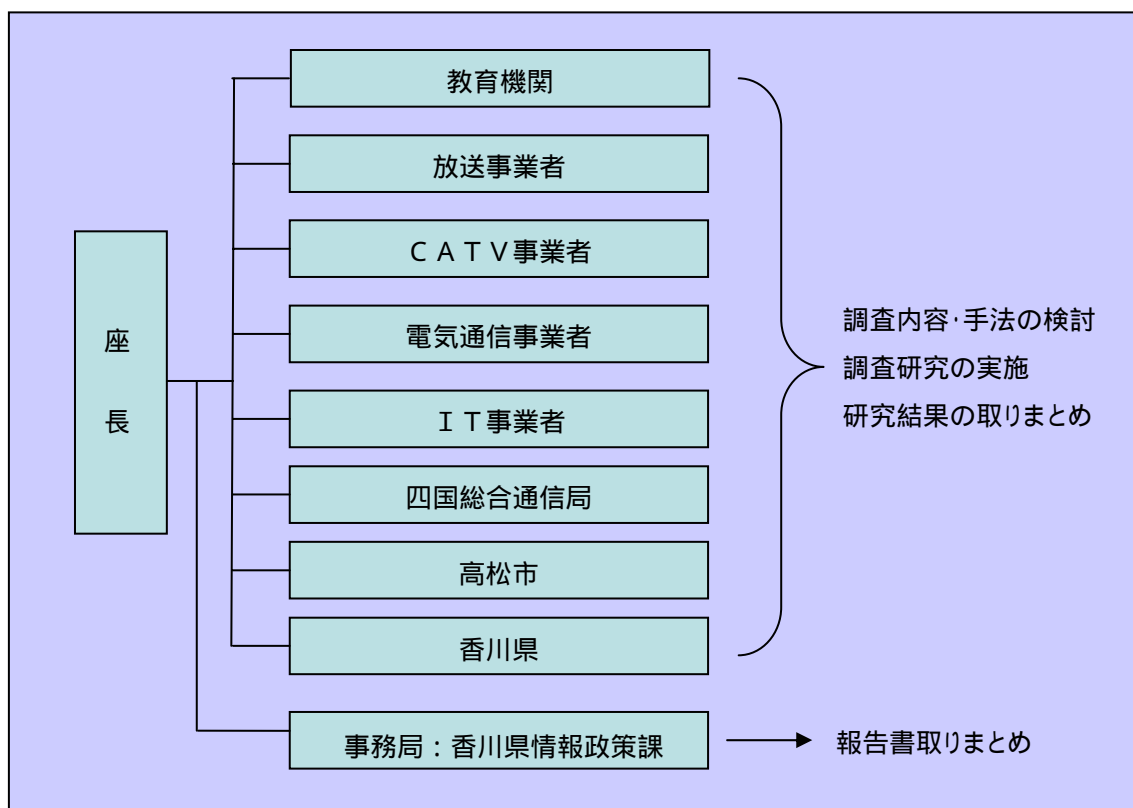 教育機関
放送事業者
ＣＡＴＶ事業者
電気通信事業者
ＩＴ事業者
四国総合通信局
高松市
香川県
事務局：香川県情報政策課
座
長
調査内容･手法の検討
調査研究の実施
研究結果の取りまとめ
報告書取りまとめ